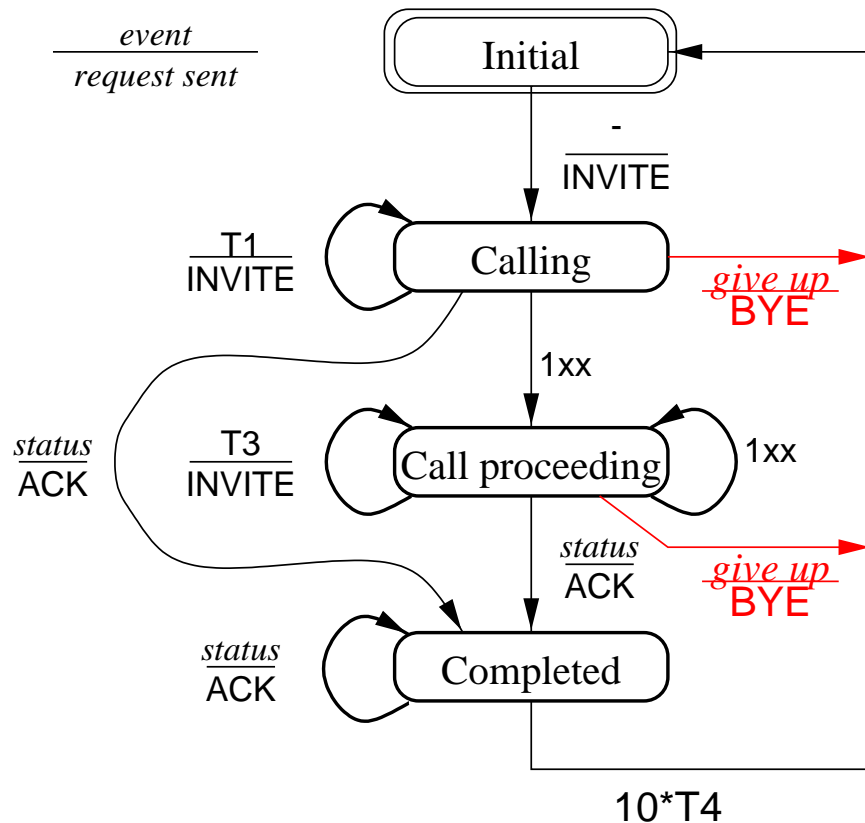 event
request sent
Initial
-
INVITE
T1
INVITE
Calling
give up
BYE
1xx
status
ACK
T3
INVITE
Call proceeding
1xx
status
ACK
give up
BYE
status
ACK
Completed
10*T4